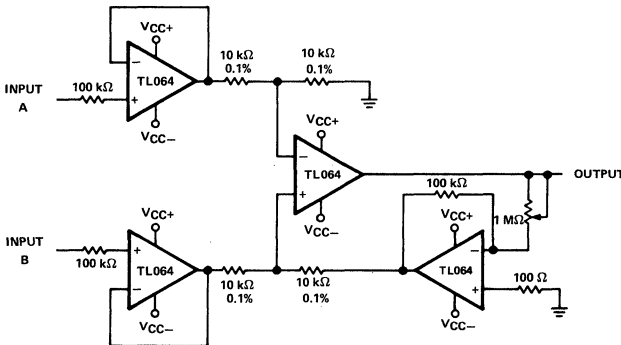 VCC+
10 kΩ
0.1%
10 kΩ
0.1%
INPUT
A
100 kΩ
−
+
TL064
VCC−
VCC+
−
+
TL064
VCC−
OUTPUT
100 kΩ
1 MΩ
INPUT
B
100 kΩ
VCC+
+
−
TL064
VCC−
10 kΩ
0.1%
10 kΩ
0.1%
VCC+
−
+
TL064
VCC−
100 Ω